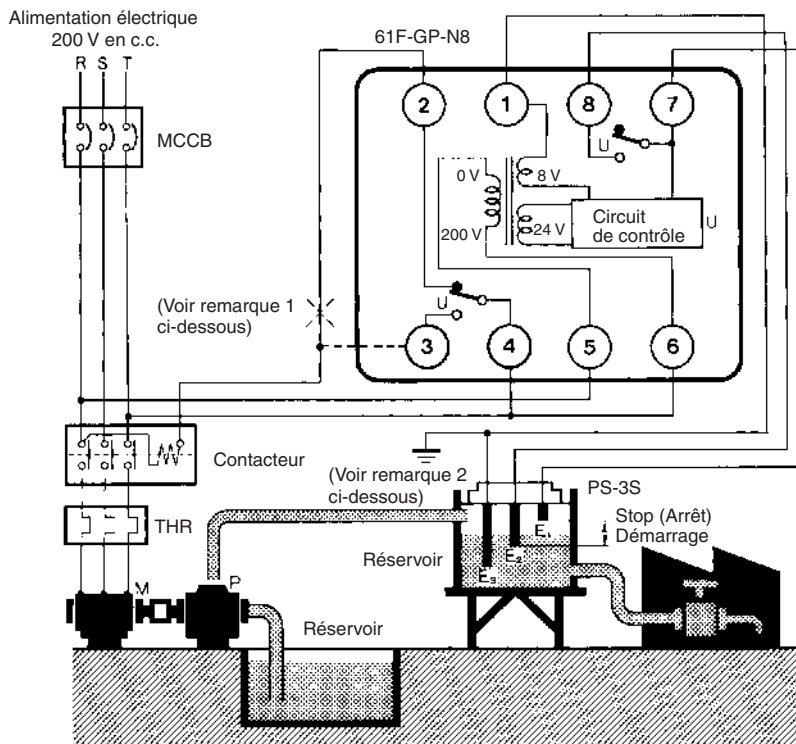 Alimentation électrique
200 V en c.c.
R S T
MCCB
61F-GP-N8
2
1
8
7
U
0 V
8 V
200 V
24 V
Circuit
de contrôle
U
(Voir remarque 1
ci-dessous)
U
3
4
5
6
Contacteur
(Voir remarque 2
ci-dessous)
PS-3S
THR
Stop (Arrêt)
Démarrage
E1
E2
E3
Réservoir
M
P
Réservoir